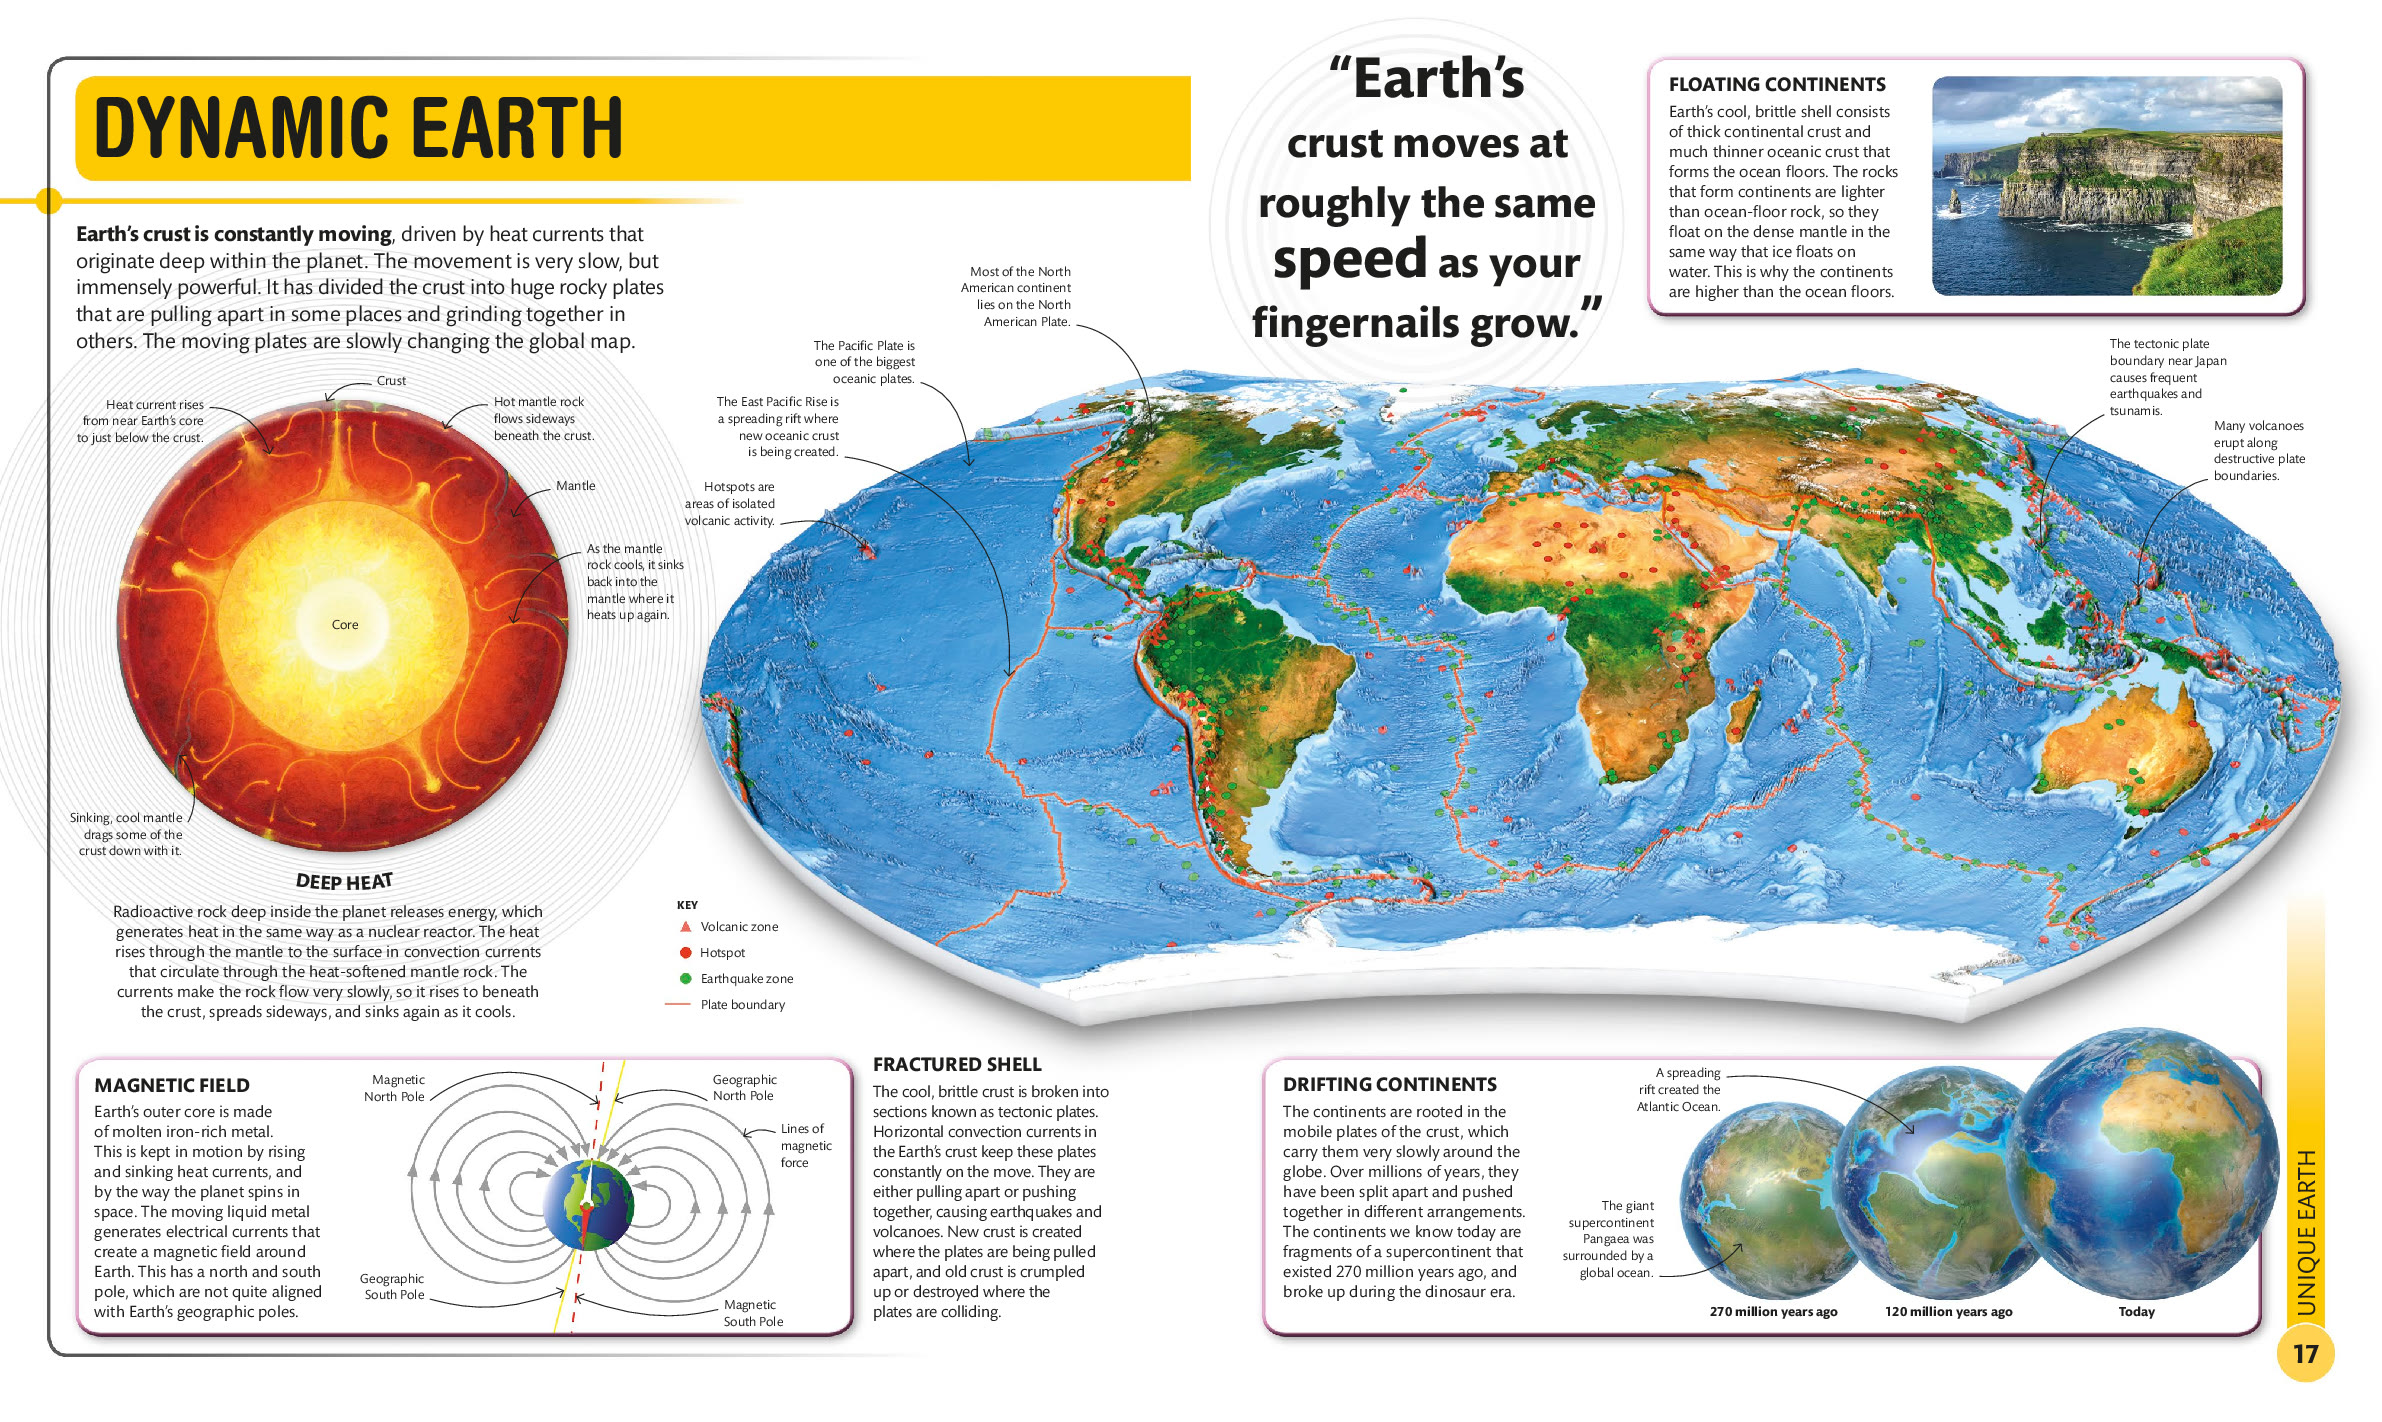 DYNAMIC EARTH
Earth's crust is constantly moving, driven by heat currents that
originate deep within the planet. The movement is very slow, but
immensely powerful. It has divided the crust into huge rocky plates
that are pulling apart in some places and grinding together in
others. The moving plates are slowly changing the global map.
“Earth's
crust moves at
roughly the same
speed as your
fingernails grow.”
FLOATING CONTINENTS
Earth's cool, brittle shell consists
of thick continental crust and
much thinner oceanic crust that
forms the ocean floors. The rocks
that form continents are lighter
than ocean-floor rock, so they
float on the dense mantle in the
same way that ice floats on
water. This is why the continents
are higher than the ocean floors.
Crust
Heat current rises
from near Earth's core
to just below the crust.
Hot mantle rock
flows sideways
beneath the crust.
Mantle
As the mantle
rock cools, it sinks
back into the
mantle where it
heats up again.
Core
Sinking, cool mantle
drags some of the
crust down with it.
DEEP HEAT
Radioactive rock deep inside the planet releases energy, which
generates heat in the same way as a nuclear reactor. The heat
rises through the mantle to the surface in convection currents
that circulate through the heat-softened mantle rock. The
currents make the rock flow very slowly, so it rises to beneath
the crust, spreads sideways, and sinks again as it cools.
Most of the North
American continent
lies on the North
American Plate.
The Pacific Plate is
one of the biggest
oceanic plates.
The East Pacific Rise is
a spreading rift where
new oceanic crust
is being created.
Hotspots are
areas of isolated
volcanic activity.
The tectonic plate
boundary near Japan
causes frequent
earthquakes and
tsunamis.
Many volcanoes
erupt along
destructive plate
boundaries.
KEY
Volcanic zone
Hotspot
Earthquake zone
Plate boundary
MAGNETIC FIELD
Earth's outer core is made
of molten iron-rich metal.
This is kept in motion by rising
and sinking heat currents, and
by the way the planet spins in
space. The moving liquid metal
generates electrical currents that
create a magnetic field around
Earth. This has a north and south
pole, which are not quite aligned
with Earth's geographic poles.
Magnetic
North Pole
Geographic
North Pole
Lines of
magnetic
force
Geographic
South Pole
Magnetic
South Pole
FRACTURED SHELL
The cool, brittle crust is broken into
sections known as tectonic plates.
Horizontal convection currents in
the Earth's crust keep these plates
constantly on the move. They are
either pulling apart or pushing
together, causing earthquakes and
volcanoes. New crust is created
where the plates are being pulled
apart, and old crust is crumpled
up or destroyed where the
plates are colliding.
DRIFTING CONTINENTS
The continents are rooted in the
mobile plates of the crust, which
carry them very slowly around the
globe. Over millions of years, they
have been split apart and pushed
together in different arrangements.
The continents we know today are
fragments of a supercontinent that
existed 270 million years ago, and
broke up during the dinosaur era.
A spreading
rift created the
Atlantic Ocean.
The giant
supercontinent
Pangaea was
surrounded by a
global ocean.
270 million years ago
120 million years ago
Today
UNIQUE EARTH
17